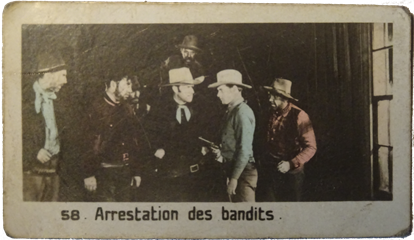 58. Arrestation des bandits.